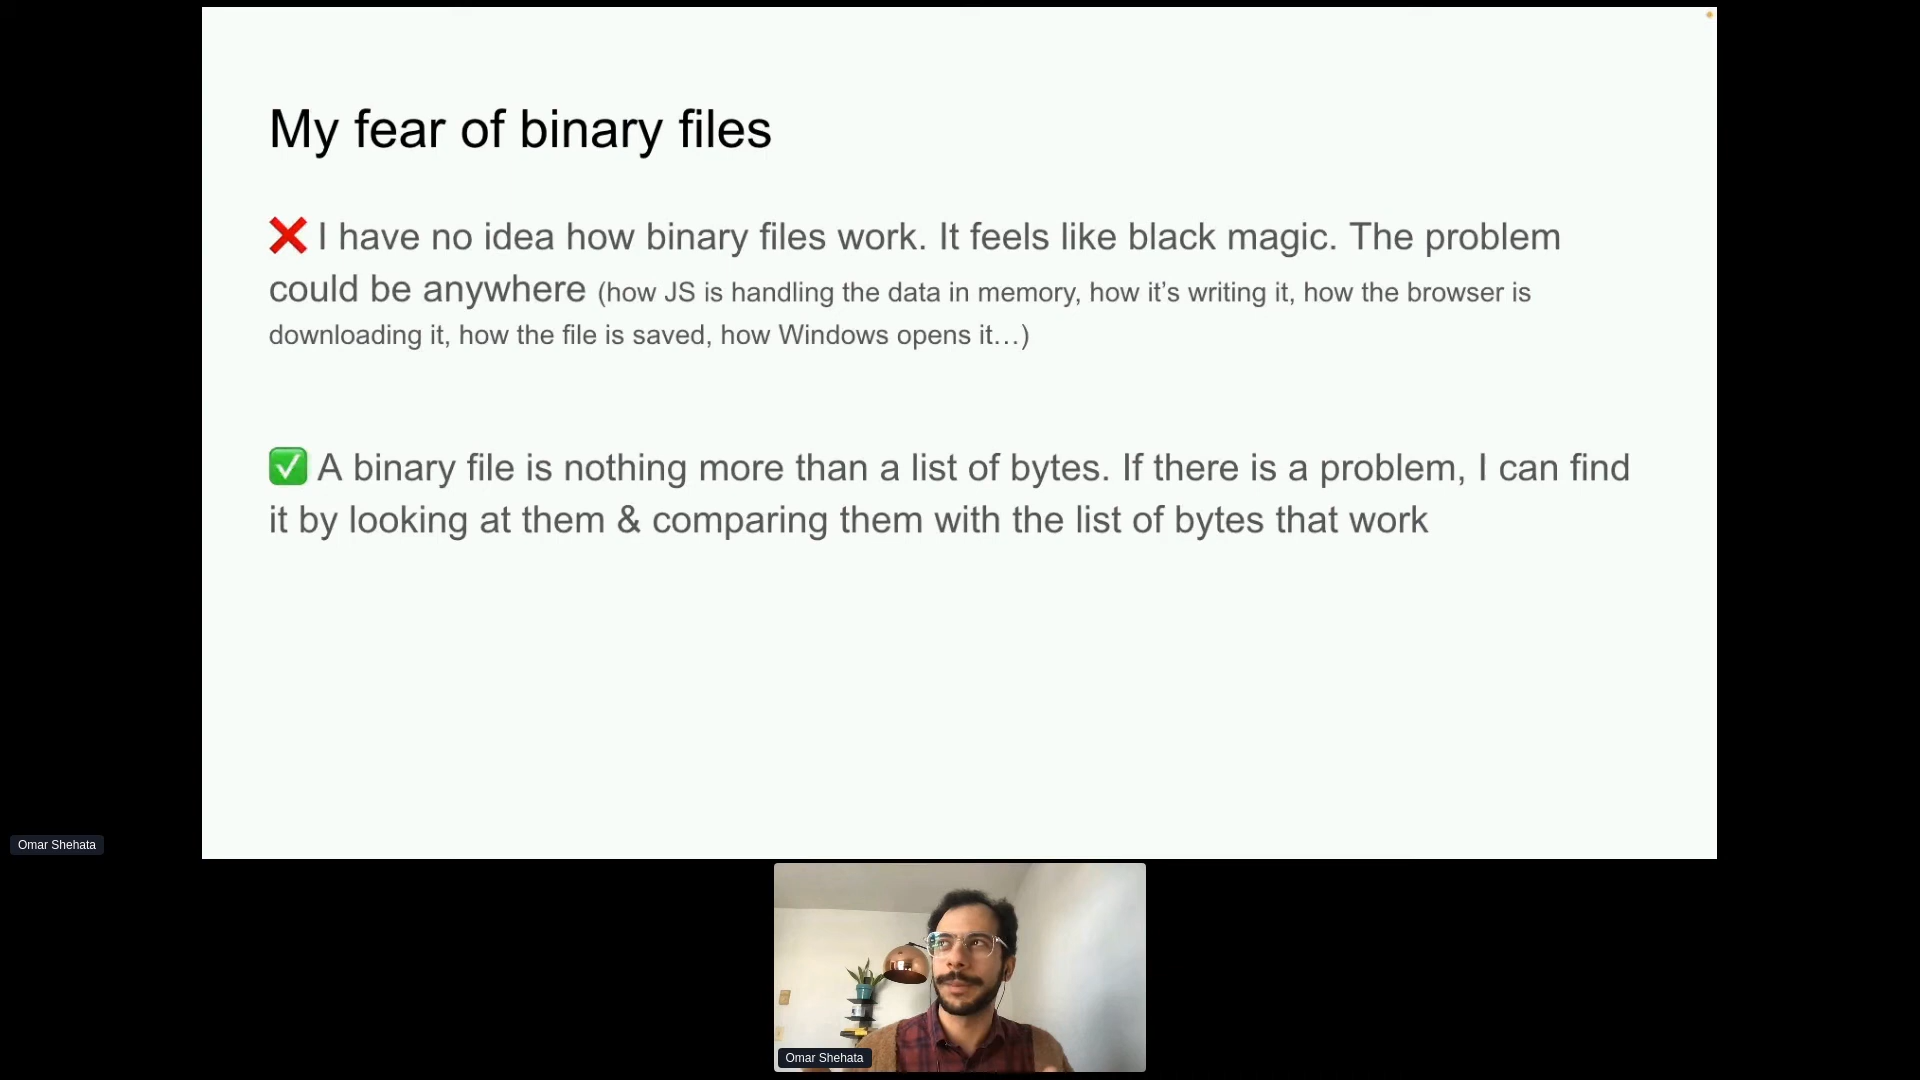 My fear of binary files
❌ I have no idea how binary files work. It feels like black magic. The problem
could be anywhere (how JS is handling the data in memory, how it’s writing it, how the browser is
downloading it, how the file is saved, how Windows opens it…)
✅ A binary file is nothing more than a list of bytes. If there is a problem, I can find
it by looking at them & comparing them with the list of bytes that work
Omar Shehata
Omar Shehata